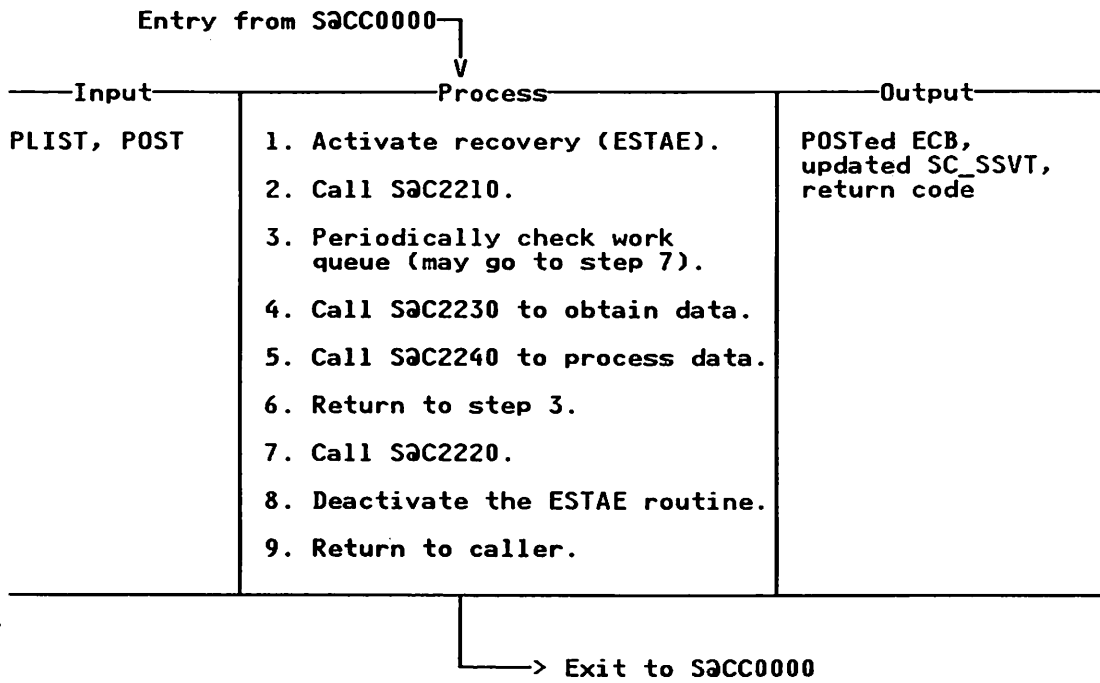 Entry from S∂CC0000
V
Input
PLIST, POST
Process
1. Activate recovery (ESTAE).
2. Call S∂C2210.
3. Periodically check work
queue (may go to step 7).
4. Call S∂C2230 to obtain data.
5. Call S∂C2240 to process data.
6. Return to step 3.
7. Call S∂C2220.
8. Deactivate the ESTAE routine.
9. Return to caller.
Output
POSTed ECB,
updated SC_SSVT,
return code
> Exit to S∂CC0000